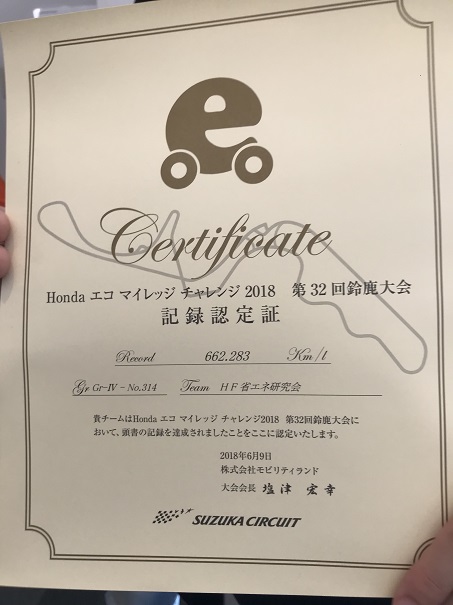 e
Certificate
Honda エコ マイレッジ チャレンジ 2018 第 32 回鈴鹿大会
記録認定証
Record 662.283 Km/l
Gr Gr-Ⅳ - No.314 Team HF省エネ研究会
貴チームはHonda エコ マイレッジ チャレンジ2018 第32回鈴鹿大会に
おいて、頭書の記録を達成されましたことをここに認定いたします。
2018年6月9日
株式会社モビリティランド
大会会長 塩津 宏幸
SUZUKA CIRCUIT